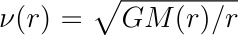 ν(r) = √GM(r)/r